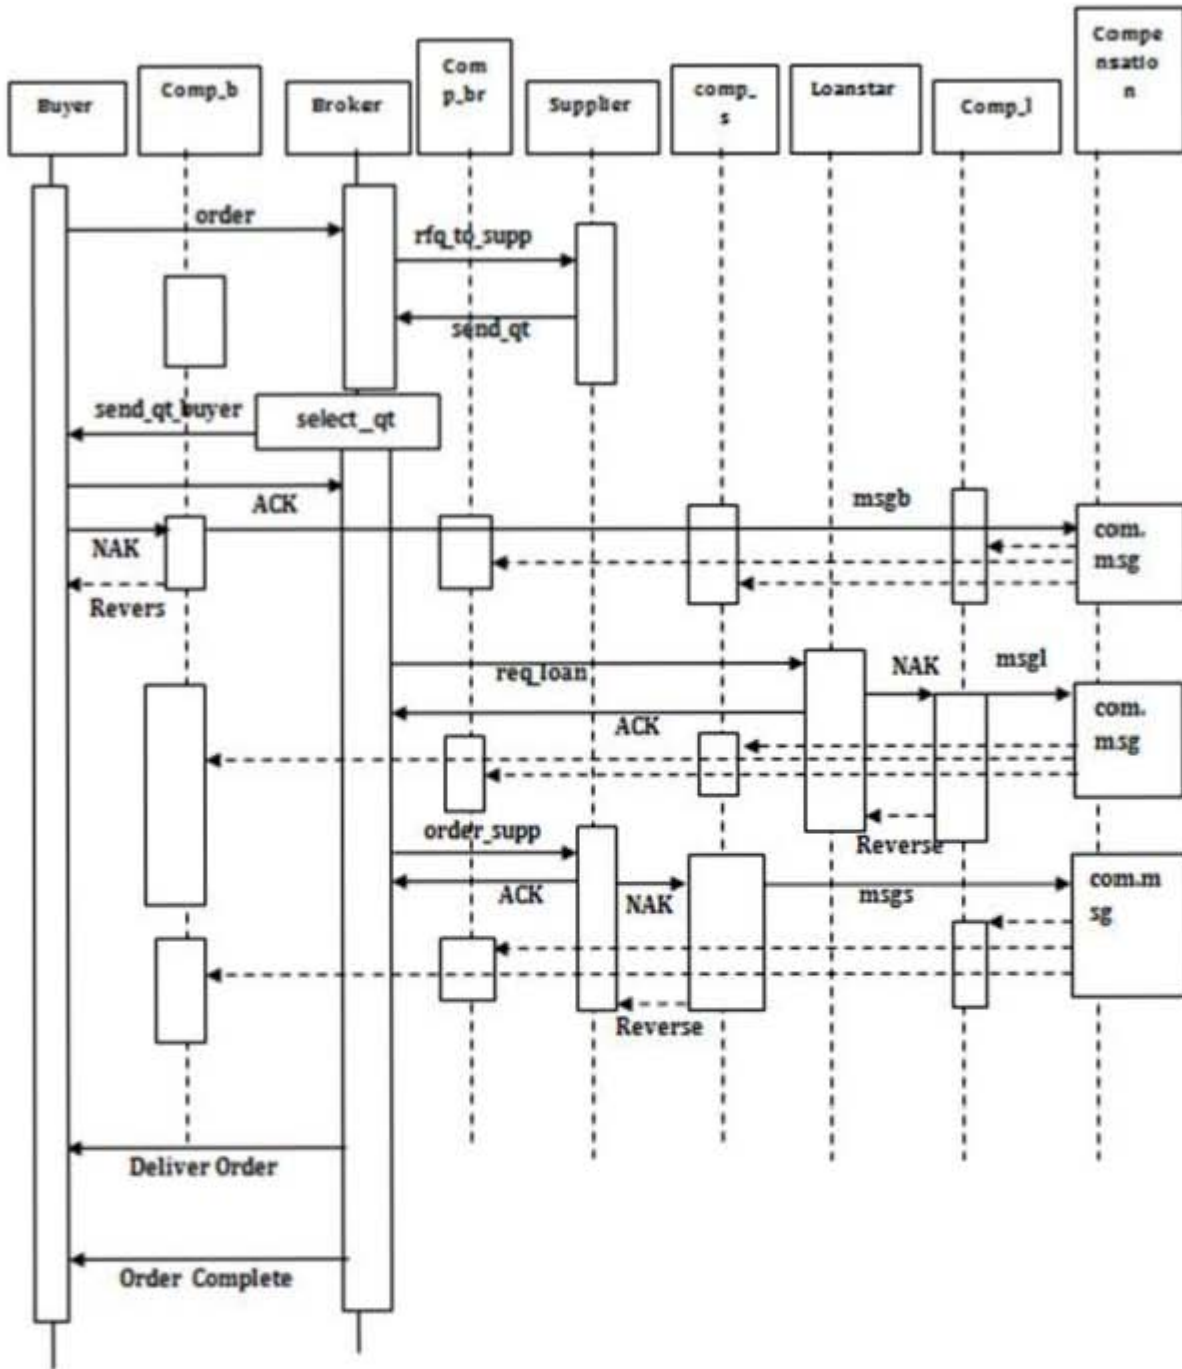 Buyer
Comp_b
Broker
Com
p_br
Supplier
comp_
s
Loanstar
Comp_l
Compe
nsatio
n
order
rfq_to_supp
send_qt
send_qt_buyer
select_qt
ACK
msgb
NAK
com.
msg
Revers
req_loan
NAK
msgl
ACK
com.
msg
order_supp
Reverse
ACK
NAK
msgs
com.m
sg
Reverse
Deliver Order
Order Complete